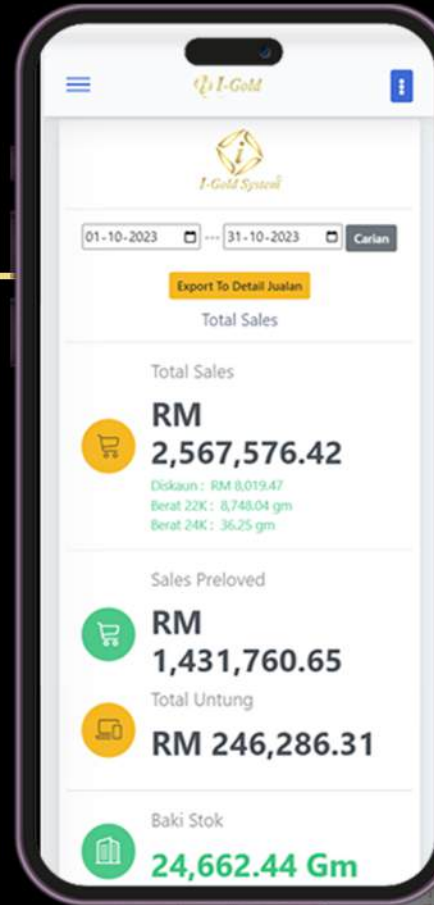 I-Gold
I-Gold System
01-10-2023 --- 31-10-2023 Carian
Export To Detail Jualan
Total Sales
Total Sales
RM
2,567,576.42
Diskaun : RM 8,019.47
Berat 22K : 8,748.04 gm
Berat 24K : 36.25 gm
Sales Preloved
RM
1,431,760.65
Total Untung
RM 246,286.31
Baki Stok
24,662.44 Gm